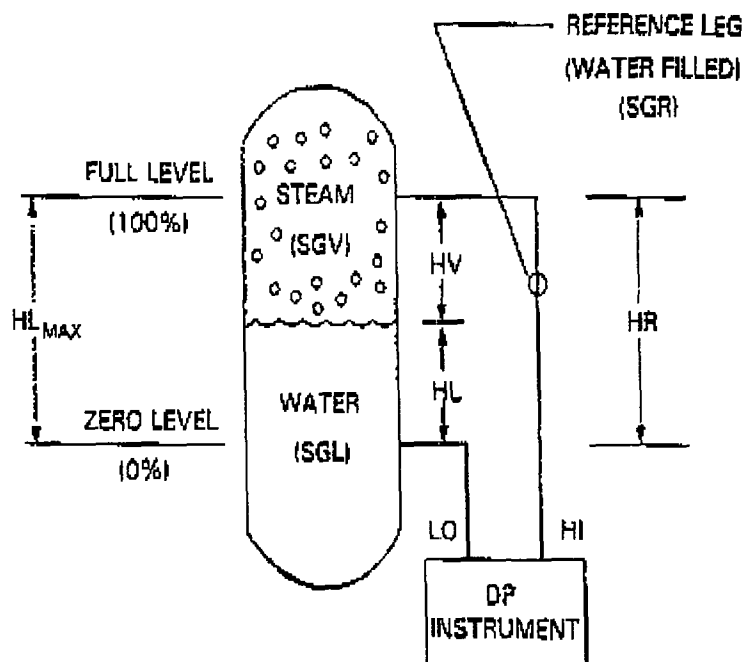 REFERENCE LEG
(WATER FILLED)
(SGR)
FULL LEVEL
(100%)
STEAM
(SGV)
HV
HL MAX
HR
HL
WATER
(SGL)
ZERO LEVEL
(0%)
LO
HI
DP
INSTRUMENT